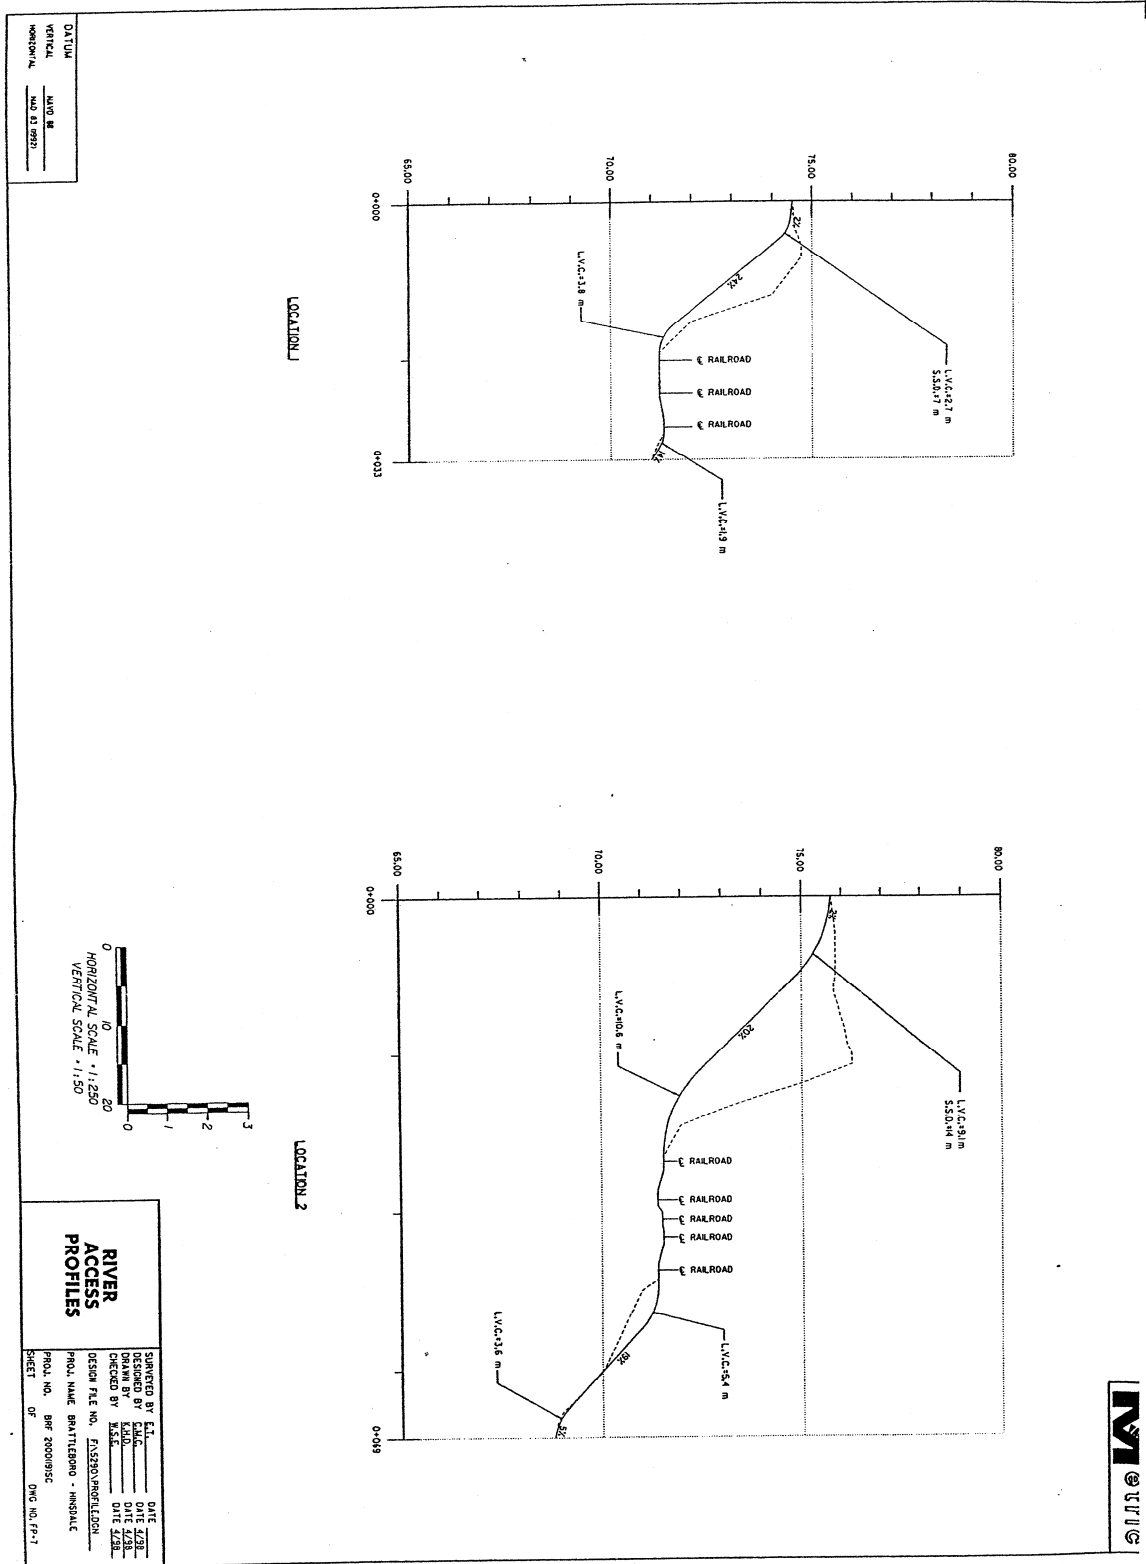 Metric
80.00
75.00
70.00
65.00
0+000
0+033
2%
24%
14%
L.V.C.=2.7 m
S.S.D.=7 m
L.V.C.=3.8 m
L.V.C.=1.9 m
℄ RAILROAD
℄ RAILROAD
℄ RAILROAD
LOCATION 1
80.00
75.00
70.00
65.00
0+000
0+069
20%
19%
5%
L.V.C.=9.1m
S.S.D.=14 m
L.V.C.=10.6 m
L.V.C.=5.4 m
L.V.C.=3.6 m
℄ RAILROAD
℄ RAILROAD
℄ RAILROAD
℄ RAILROAD
℄ RAILROAD
LOCATION 2
DATUM
VERTICAL NAVD 88
HORIZONTAL NAD 83 (1992)
3
2
1
0
0 10 20
HORIZONTAL SCALE = 1:250
VERTICAL SCALE = 1:50
RIVER
ACCESS
PROFILES
SURVEYED BY E.T. DATE
DESIGNED BY C.M.C. DATE 4/98
DRAWN BY K.H.D. DATE 4/98
CHECKED BY W.S.E. DATE 4/98
DESIGN FILE NO. F:\5290\PROFILE.DGN
PROJ. NAME BRATTLEBORO - HINSDALE
PROJ. NO. BRF 2000(19)SC
SHEET OF DWG NO. FP-7